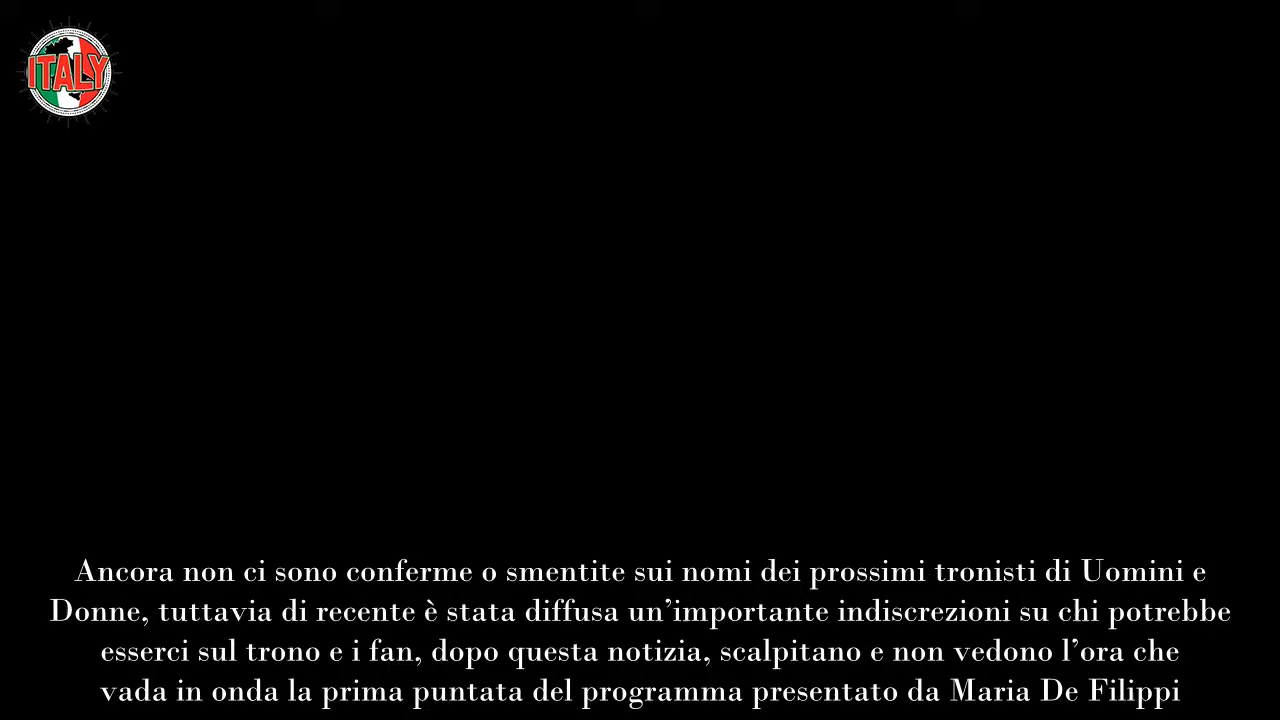 ITALY
Ancora non ci sono conferme o smentite sui nomi dei prossimi tronisti di Uomini e
Donne, tuttavia di recente è stata diffusa un’importante indiscrezioni su chi potrebbe
esserci sul trono e i fan, dopo questa notizia, scalpitano e non vedono l’ora che
vada in onda la prima puntata del programma presentato da Maria De Filippi